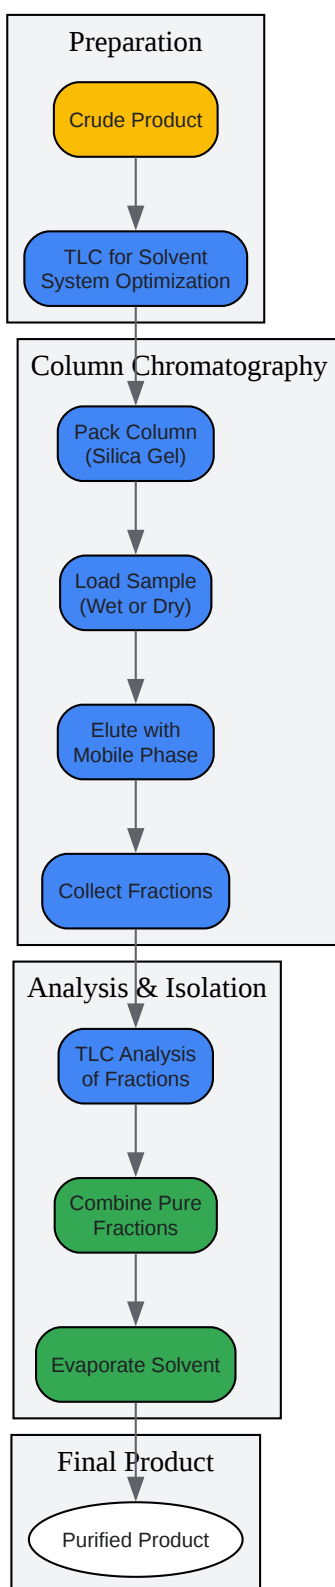 Preparation
Crude Product
TLC for Solvent
System Optimization
Column Chromatography
Pack Column
(Silica Gel)
Load Sample
(Wet or Dry)
Elute with
Mobile Phase
Collect Fractions
Analysis & Isolation
TLC Analysis
of Fractions
Combine Pure
Fractions
Evaporate Solvent
Final Product
Purified Product